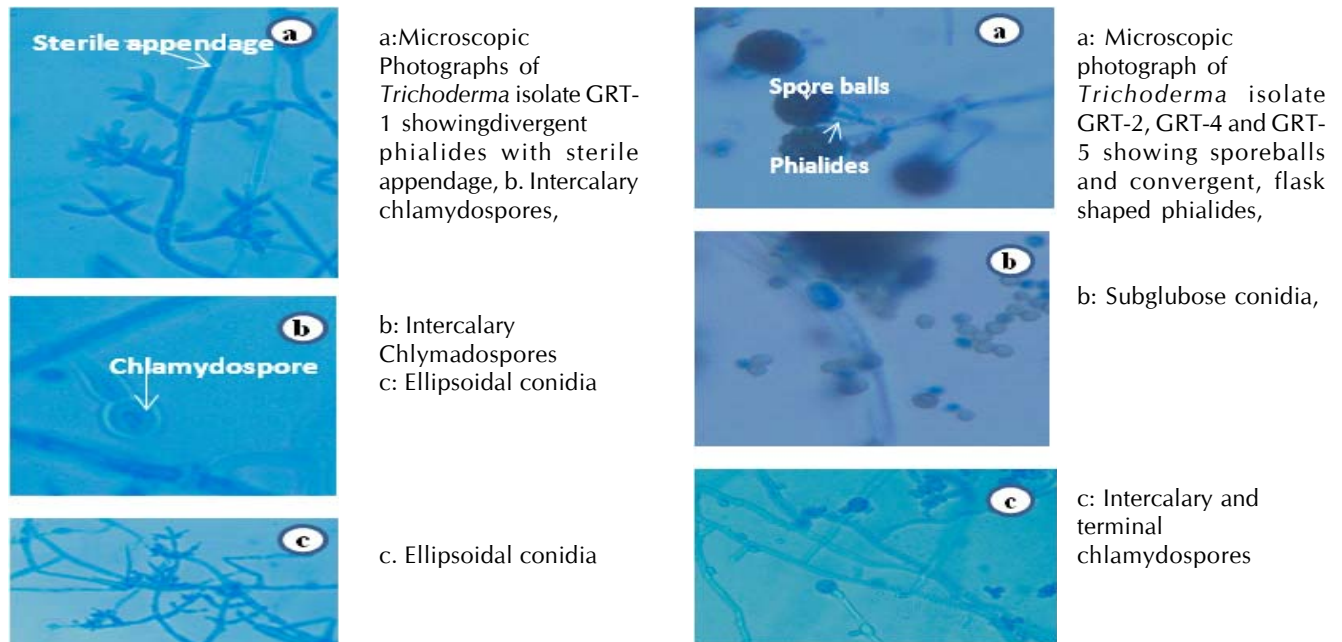 a
Sterile appendage
a:Microscopic
Photographs of
Trichoderma isolate GRT-
1 showingdivergent
phialides with sterile
appendage, b. Intercalary
chlamydospores,
b
Chlamydospore
b: Intercalary
Chlymadospores
c: Ellipsoidal conidia
c
c. Ellipsoidal conidia
a
Spore balls
Phialides
a: Microscopic
photograph of
Trichoderma isolate
GRT-2, GRT-4 and GRT-
5 showing sporeballs
and convergent, flask
shaped phialides,
b
b: Subglubose conidia,
c
c: Intercalary and
terminal
chlamydospores